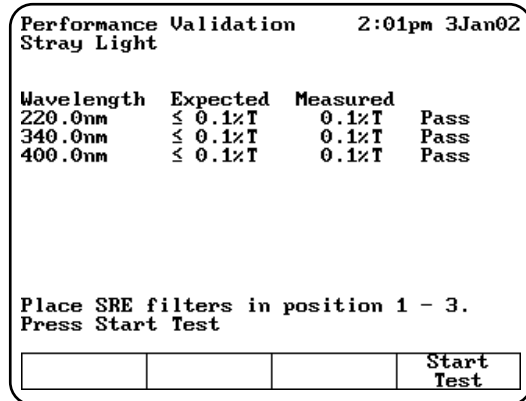 Performance Validation 2:01pm 3Jan02
Stray Light
Wavelength Expected Measured
220.0nm ≤ 0.1%T 0.1%T Pass
340.0nm ≤ 0.1%T 0.1%T Pass
400.0nm ≤ 0.1%T 0.1%T Pass
Place SRE filters in position 1 - 3.
Press Start Test
Start
Test